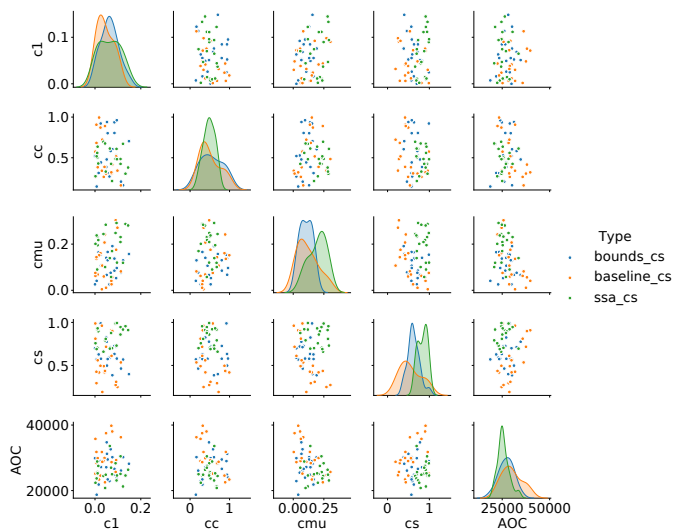 c1
0.1
0.0
cc
1.0
0.5
cmu
0.2
0.0
cs
1.0
0.5
AOC
40000
20000
0.0 0.2
c1
0 1
cc
0.000.25
cmu
0 1
cs
25000 50000
AOC
Type
bounds_cs
baseline_cs
ssa_cs